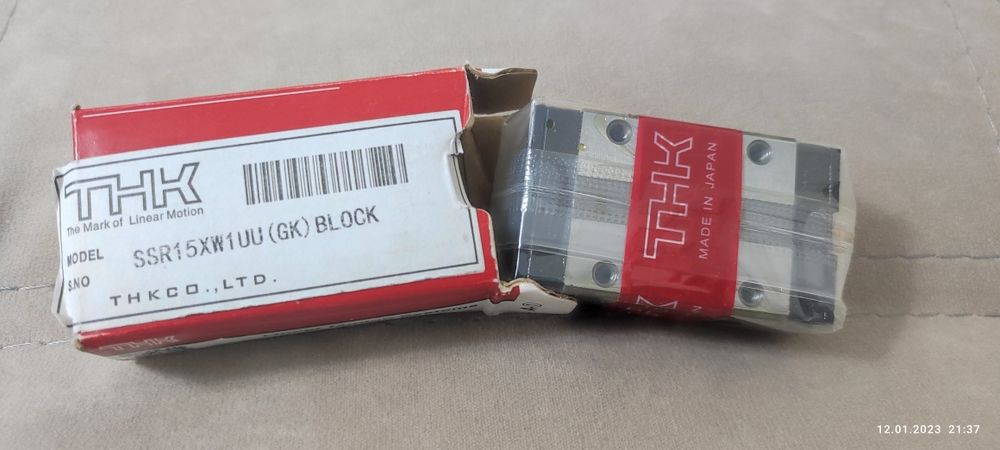 THK
The Mark of Linear Motion
MODEL SSR15XW1UU(GK)BLOCK
S.NO
THKCO.,LTD.
THK
THK
MADE IN JAPAN
12.01.2023 21:37